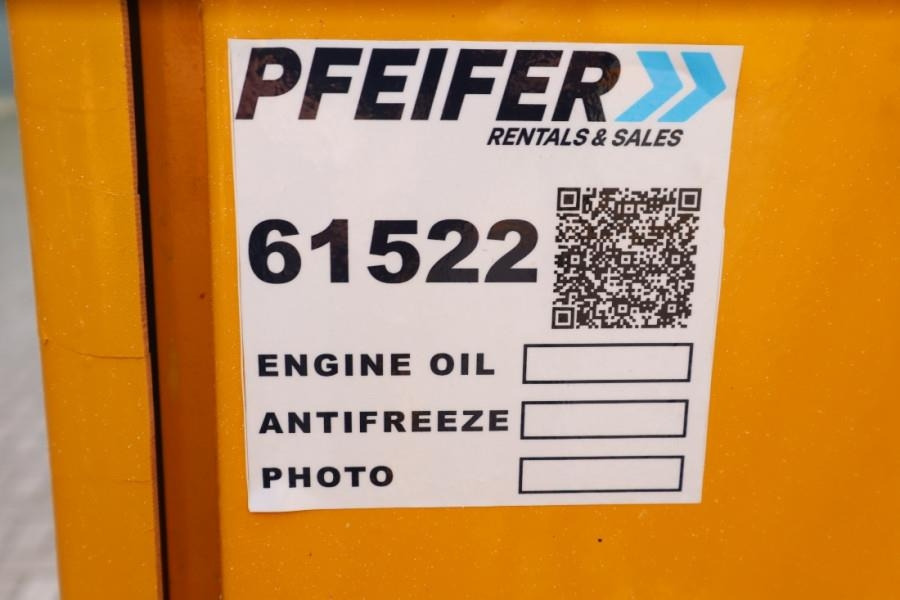 PFEIFER
RENTALS & SALES
61522
ENGINE OIL
ANTIFREEZE
PHOTO